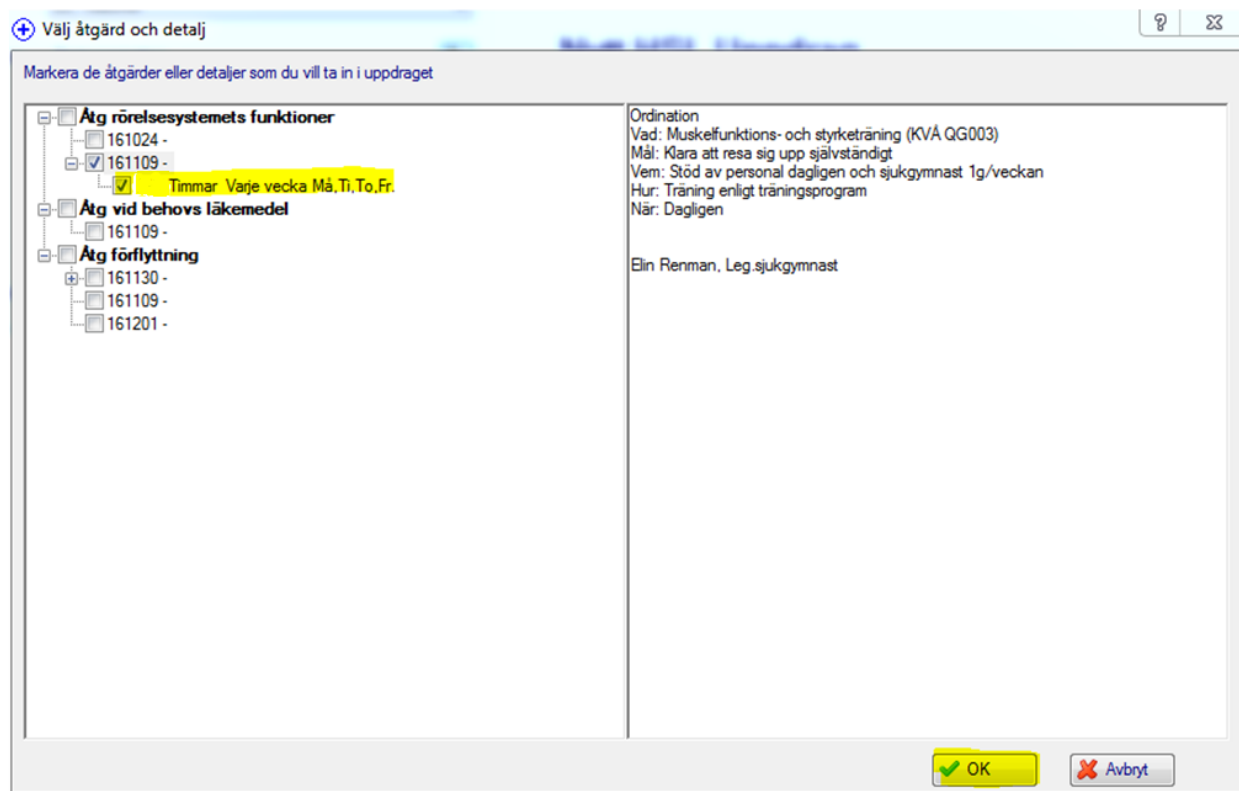 Välj åtgärd och detalj
Markera de åtgärder eller detaljer som du vill ta in i uppdraget
Åtg rörelsesystemets funktioner
161024 -
161109 -
Timmar Varje vecka Må,Ti,To,Fr.
Åtg vid behovs läkemedel
161109 -
Åtg förflyttning
161130 -
161109 -
161201 -
Ordination
Vad: Muskelfunktions- och styrketräning (KVÅ QG003)
Mål: Klara att resa sig upp självständigt
Vem: Stöd av personal dagligen och sjukgymnast 1g/veckan
Hur: Träning enligt träningsprogram
När: Dagligen
Elin Renman, Leg.sjukgymnast
OK
Avbryt